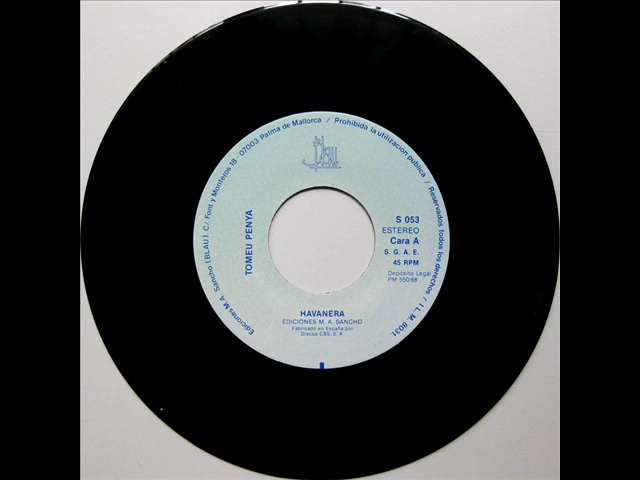 Ediciones M. A. Sancho (BLAU). C/ Font y Monteros 18 - 07003 Palma de Mallorca / Prohibida la utilización pública / Reservados todos los derechos / I.L.M. 8031.
BLAU
TOMEU PENYA
S 053
ESTEREO
Cara A
S. G. A. E.
45 RPM
Depósito Legal
PM 550/88
HAVANERA
EDICIONES M. A. SANCHO
Fabricado en España por
Discos CBS, S. A.